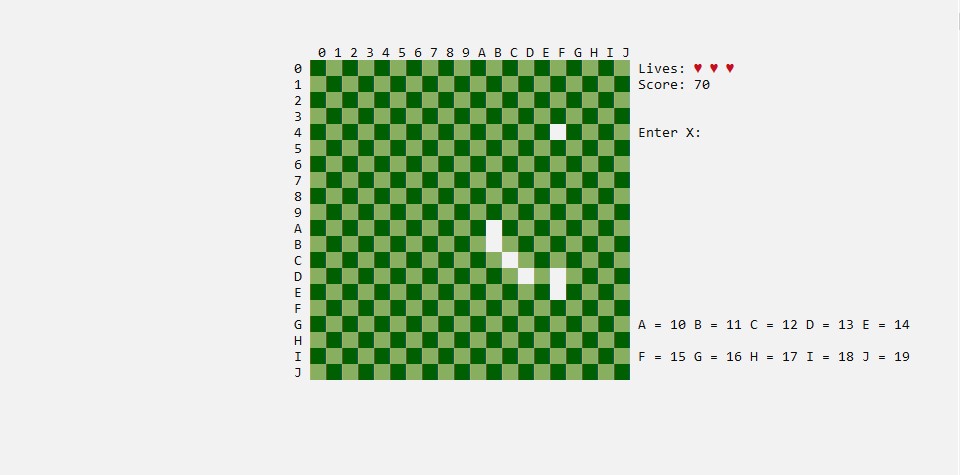 0 1 2 3 4 5 6 7 8 9 A B C D E F G H I J
0 Lives: ♥ ♥ ♥
1 Score: 70
2
3
4 Enter X:
5
6
7
8
9
A
B
C
D
E
F
G A = 10 B = 11 C = 12 D = 13 E = 14
H
I F = 15 G = 16 H = 17 I = 18 J = 19
J